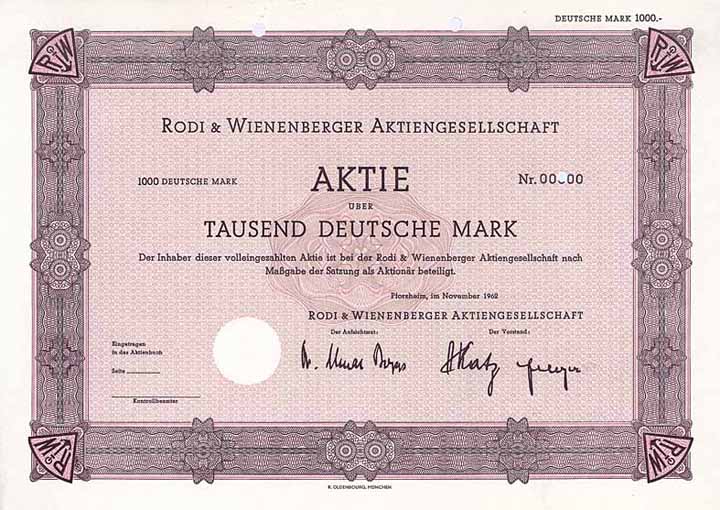 DEUTSCHE MARK 1000.-
RODI & WIENENBERGER AKTIENGESELLSCHAFT
1000 DEUTSCHE MARK
AKTIE
Nr. 00000
ÜBER
TAUSEND DEUTSCHE MARK
Der Inhaber dieser volleingezahlten Aktie ist bei der Rodi & Wienenberger Aktiengesellschaft nach
Maßgabe der Satzung als Aktionär beteiligt.
Pforzheim, im November 1962
RODI & WIENENBERGER AKTIENGESELLSCHAFT
Der Aufsichtsrat:
Der Vorstand:
Eingetragen
in das Aktienbuch
Seite
Kontrollbeamter
R. OLDENBOURG, MÜNCHEN